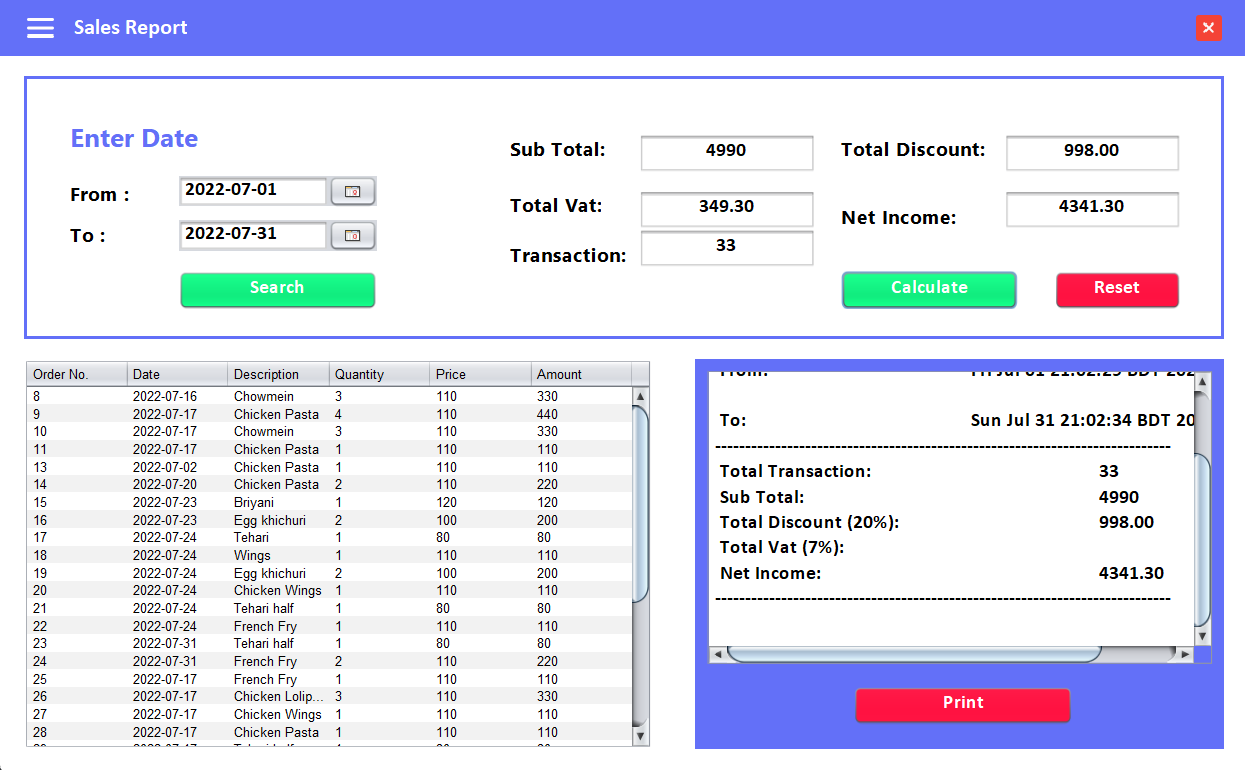 Sales Report
Enter Date
From :
2022-07-01
To :
2022-07-31
Search
Sub Total:
4990
Total Discount:
998.00
Total Vat:
349.30
Net Income:
4341.30
Transaction:
33
Calculate
Reset
Order No. Date Description Quantity Price Amount
8 2022-07-16 Chowmein 3 110 330
9 2022-07-17 Chicken Pasta 4 110 440
10 2022-07-17 Chowmein 3 110 330
11 2022-07-17 Chicken Pasta 1 110 110
13 2022-07-02 Chicken Pasta 1 110 110
14 2022-07-20 Chicken Pasta 2 110 220
15 2022-07-23 Briyani 1 120 120
16 2022-07-23 Egg khichuri 2 100 200
17 2022-07-24 Tehari 1 80 80
18 2022-07-24 Wings 1 110 110
19 2022-07-24 Egg khichuri 2 100 200
20 2022-07-24 Chicken Wings 1 110 110
21 2022-07-24 Tehari half 1 80 80
22 2022-07-24 French Fry 1 110 110
23 2022-07-31 Tehari half 1 80 80
24 2022-07-31 French Fry 2 110 220
25 2022-07-17 French Fry 1 110 110
26 2022-07-17 Chicken Lolip... 3 110 330
27 2022-07-17 Chicken Wings 1 110 110
28 2022-07-17 Chicken Pasta 1 110 110
From: Fri Jul 01 21:02:29 BDT 202
To: Sun Jul 31 21:02:34 BDT 20
Total Transaction: 33
Sub Total: 4990
Total Discount (20%): 998.00
Total Vat (7%):
Net Income: 4341.30
Print